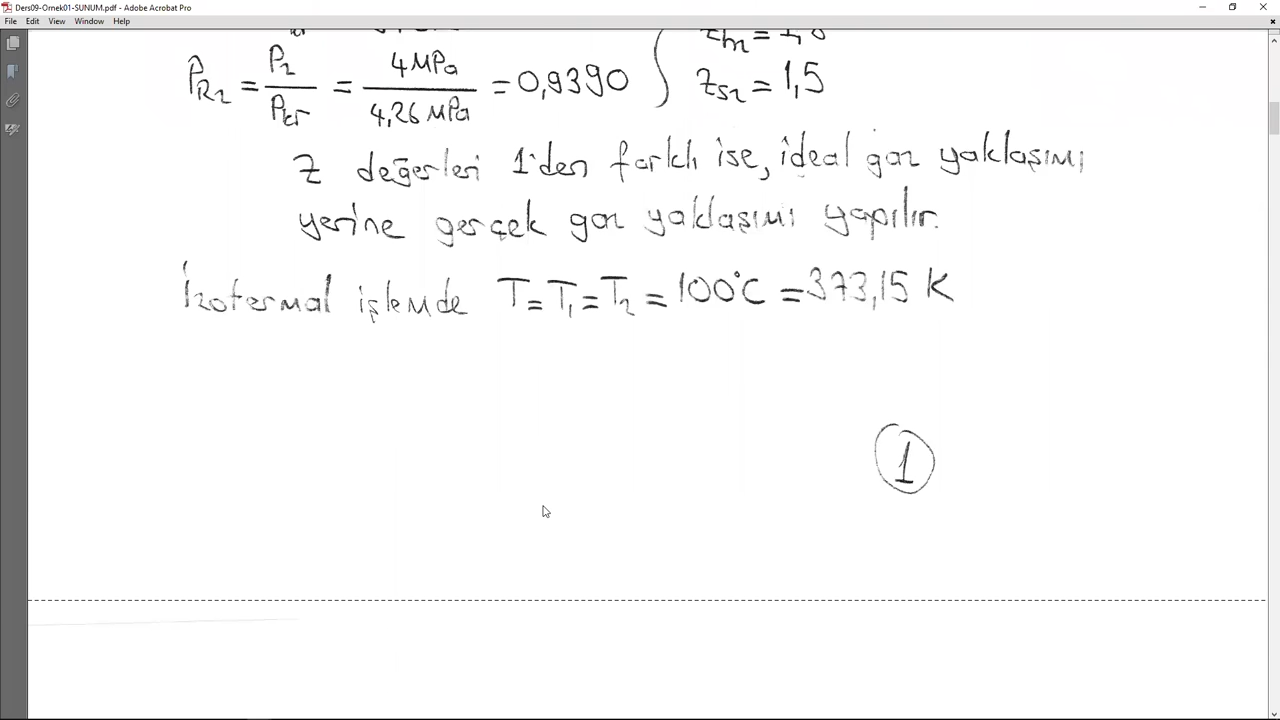 Ders09-Ornek01-SUNUM.pdf - Adobe Acrobat Pro
File Edit View Window Help
P_R2 = P_2 / P_kr = 4 MPa / 4,26 MPa = 0,9390 } z_s2 = 1,5
Z değerleri 1'den farklı ise, ideal gaz yaklaşımı
yerine gerçek gaz yaklaşımı yapılır.
İzotermal işlemde T = T_1 = T_2 = 100°C = 373,15 K
1